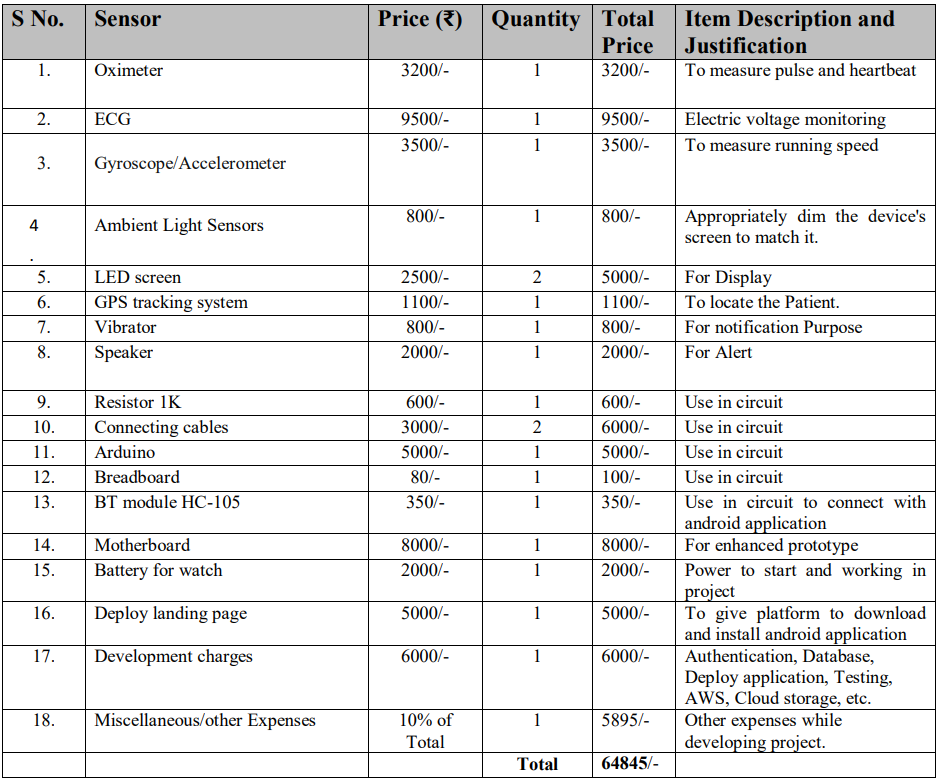 S No. Sensor Price (₹) Quantity Total Price Item Description and Justification
1. Oximeter 3200/- 1 3200/- To measure pulse and heartbeat
2. ECG 9500/- 1 9500/- Electric voltage monitoring
3. Gyroscope/Accelerometer 3500/- 1 3500/- To measure running speed
4 . Ambient Light Sensors 800/- 1 800/- Appropriately dim the device's
screen to match it.
5. LED screen 2500/- 2 5000/- For Display
6. GPS tracking system 1100/- 1 1100/- To locate the Patient.
7. Vibrator 800/- 1 800/- For notification Purpose
8. Speaker 2000/- 1 2000/- For Alert
9. Resistor 1K 600/- 1 600/- Use in circuit
10. Connecting cables 3000/- 2 6000/- Use in circuit
11. Arduino 5000/- 1 5000/- Use in circuit
12. Breadboard 80/- 1 100/- Use in circuit
13. BT module HC-105 350/- 1 350/- Use in circuit to connect with
android application
14. Motherboard 8000/- 1 8000/- For enhanced prototype
15. Battery for watch 2000/- 1 2000/- Power to start and working in
project
16. Deploy landing page 5000/- 1 5000/- To give platform to download
and install android application
17. Development charges 6000/- 1 6000/- Authentication, Database,
Deploy application, Testing,
AWS, Cloud storage, etc.
18. Miscellaneous/other Expenses 10% of Total 1 5895/- Other expenses while
developing project.
Total 64845/-